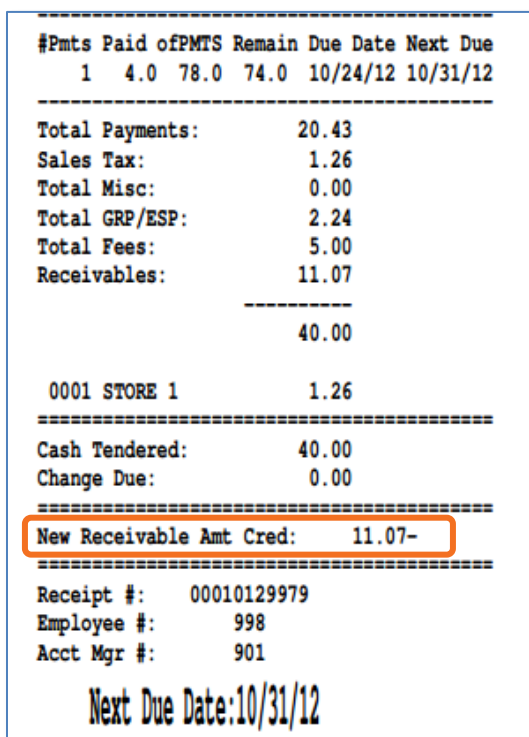 #Pmts Paid ofPMTS Remain Due Date Next Due
1 4.0 78.0 74.0 10/24/12 10/31/12
Total Payments: 20.43
Sales Tax: 1.26
Total Misc: 0.00
Total GRP/ESP: 2.24
Total Fees: 5.00
Receivables: 11.07
40.00
0001 STORE 1 1.26
Cash Tendered: 40.00
Change Due: 0.00
New Receivable Amt Cred: 11.07-
Receipt #: 00010129979
Employee #: 998
Acct Mgr #: 901
Next Due Date:10/31/12